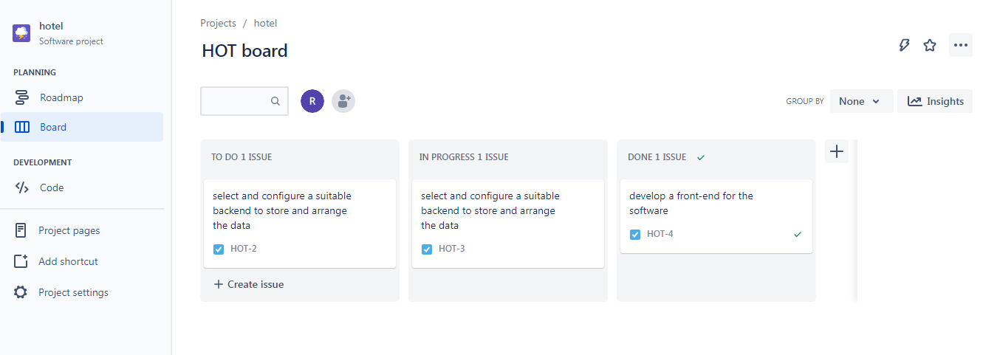 hotel
Software project
PLANNING
Roadmap
Board
DEVELOPMENT
Code
Project pages
Add shortcut
Project settings
Projects / hotel
HOT board
R
GROUP BY None
Insights
TO DO 1 ISSUE
select and configure a suitable
backend to store and arrange
the data
HOT-2
Create issue
IN PROGRESS 1 ISSUE
select and configure a suitable
backend to store and arrange
the data
HOT-3
DONE 1 ISSUE
develop a front-end for the
software
HOT-4